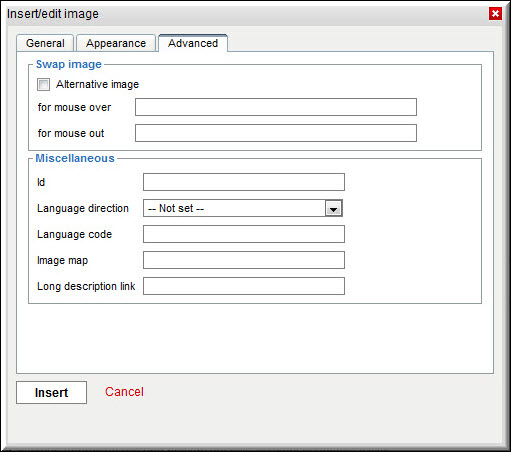 Insert/edit image
General Appearance Advanced
Swap image
Alternative image
for mouse over
for mouse out
Miscellaneous
Id
Language direction -- Not set --
Language code
Image map
Long description link
Insert Cancel